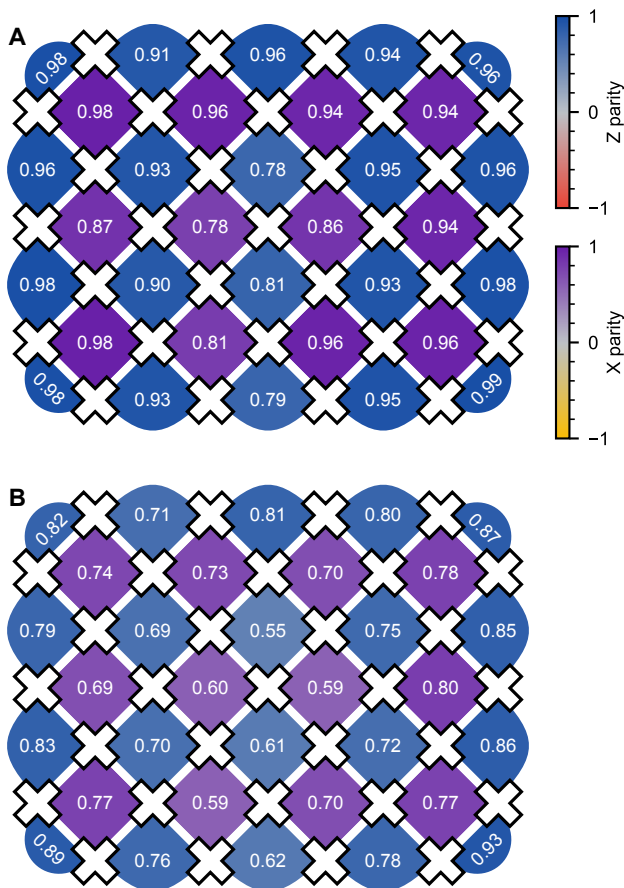 A
0.98 0.91 0.96 0.94 0.96
0.98 0.96 0.94 0.94
0.96 0.93 0.78 0.95 0.96
0.87 0.78 0.86 0.94
0.98 0.90 0.81 0.93 0.98
0.98 0.81 0.96 0.96
0.98 0.93 0.79 0.95 0.99
1
0
−1
Z parity
1
0
−1
X parity
B
0.82 0.71 0.81 0.80 0.87
0.74 0.73 0.70 0.78
0.79 0.69 0.55 0.75 0.85
0.69 0.60 0.59 0.80
0.83 0.70 0.61 0.72 0.86
0.77 0.59 0.70 0.77
0.89 0.76 0.62 0.78 0.93